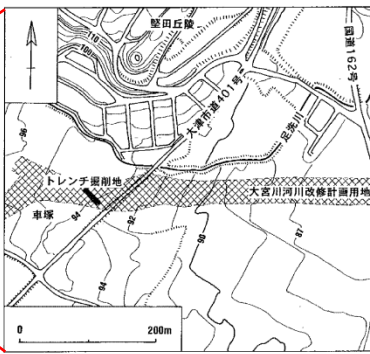 堅田丘陵
110
100
国道162号
大津市道401号
足洗川
96
トレンチ掘削地
大宮川河川改修計画用地
車塚
94
92
90
87
94
0
200m